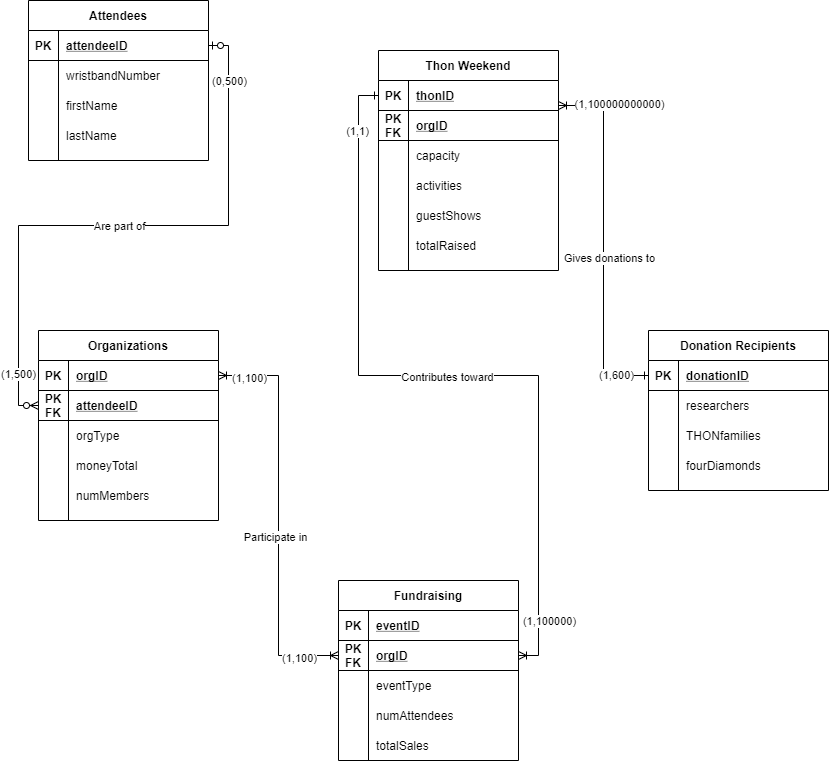 Attendees
PK attendeeID
wristbandNumber
firstName
lastName
(0,500)
Are part of
(1,500)
Organizations
PK orgID
PK FK attendeeID
orgType
moneyTotal
numMembers
(1,100)
Participate in
(1,100)
Thon Weekend
PK thonID
PK FK orgID
capacity
activities
guestShows
totalRaised
(1,1)
Contributes toward
(1,100000)
(1,100000000000)
Gives donations to
(1,600)
Donation Recipients
PK donationID
researchers
THONfamilies
fourDiamonds
Fundraising
PK eventID
PK FK orgID
eventType
numAttendees
totalSales